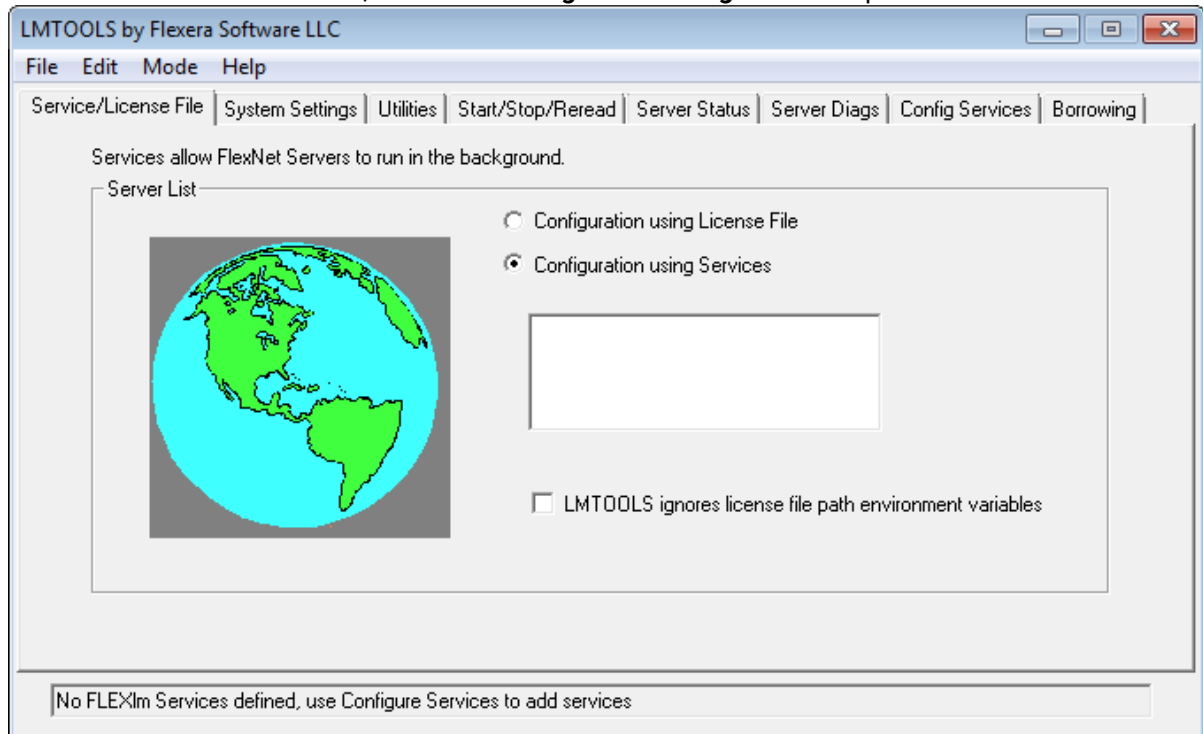 LMTOOLS by Flexera Software LLC
File Edit Mode Help
Service/License File System Settings Utilities Start/Stop/Reread Server Status Server Diags Config Services Borrowing
Services allow FlexNet Servers to run in the background.
Server List
Configuration using License File
Configuration using Services
LMTOOLS ignores license file path environment variables
No FLEXlm Services defined, use Configure Services to add services